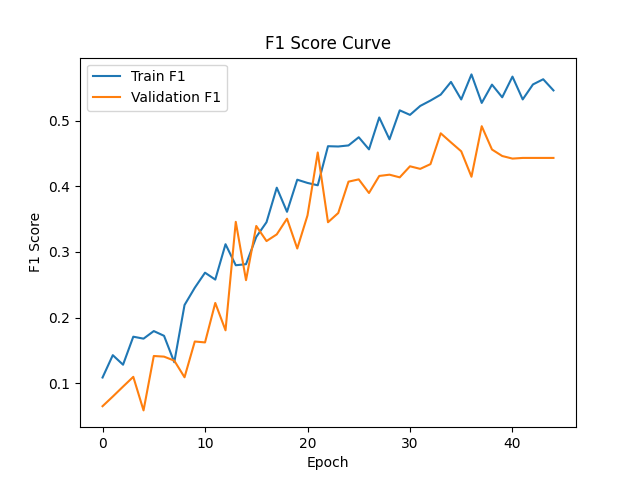 F1 Score Curve
Train F1
Validation F1
0.5
0.4
0.3
0.2
0.1
F1 Score
0 10 20 30 40
Epoch